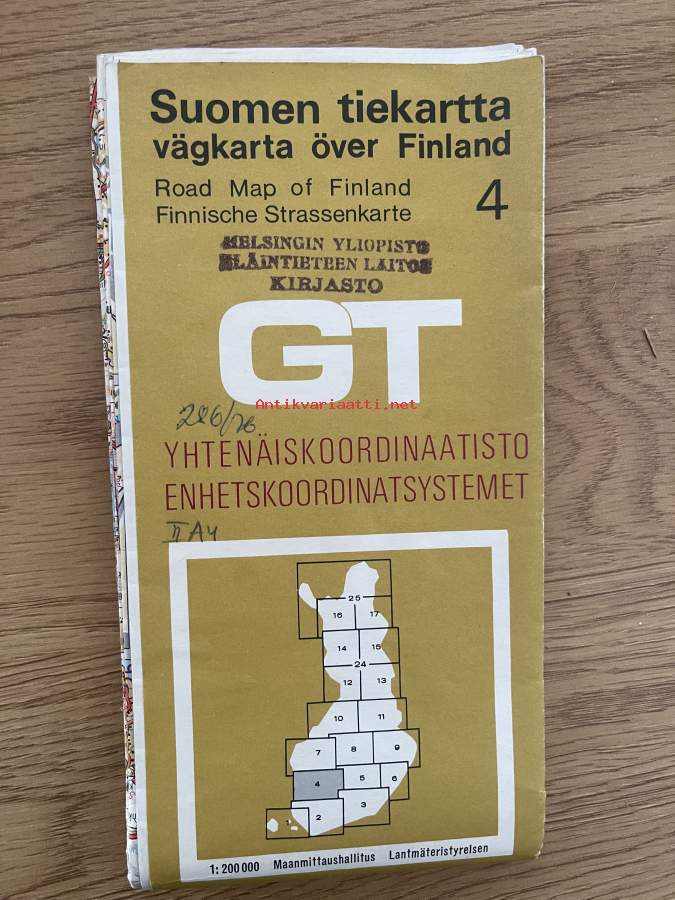 Suomen tiekartta
vägkarta över Finland
Road Map of Finland
Finnische Strassenkarte
4
HELSINGIN YLIOPISTO
ELÄINTIETEEN LAITOS
KIRJASTO
GT
Antikvariaatti.net
286/76
YHTENÄISKOORDINAATISTO
ENHETSKOORDINATSYSTEMET
II A4
25
16 17
14 15
24
12 13
10 11
7 8 9
4 5 6
1 2 3
1:200 000 Maanmittaushallitus Lantmäteristyrelsen